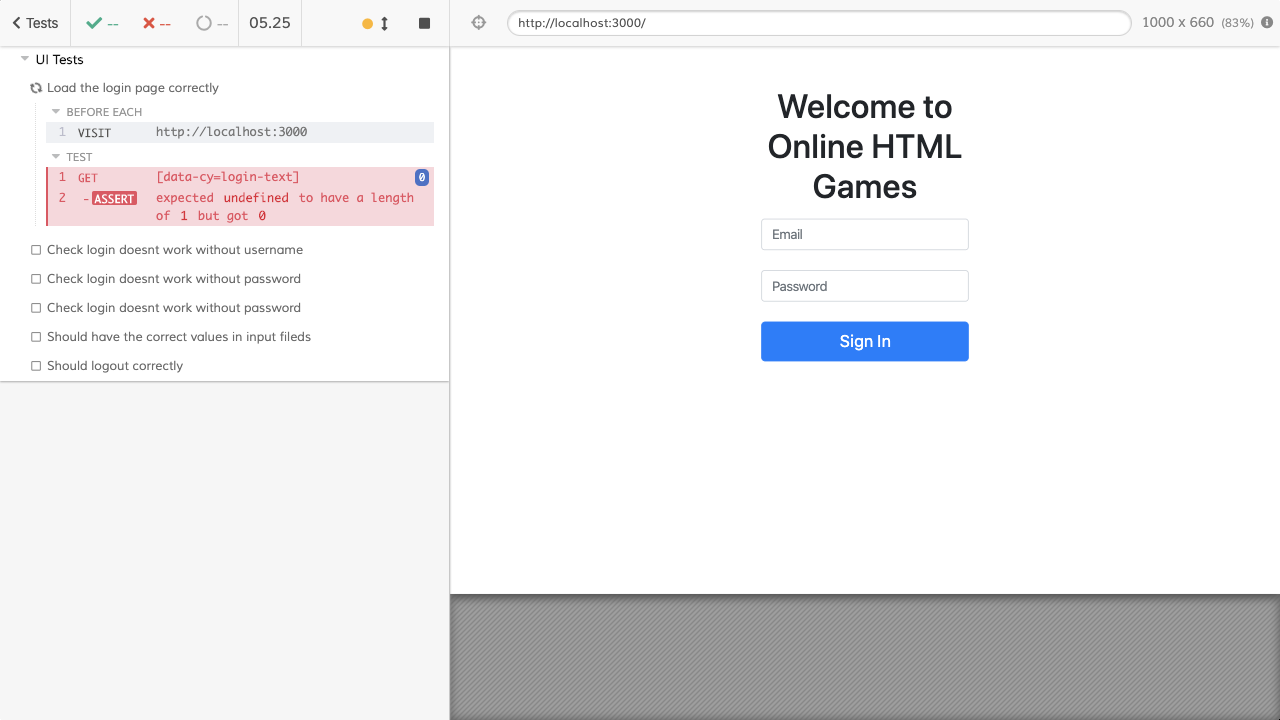 Tests -- -- -- 05.25
http://localhost:3000/ 1000 x 660 (83%)
UI Tests
Load the login page correctly
BEFORE EACH
1 VISIT http://localhost:3000
TEST
1 GET [data-cy=login-text] 0
2 -ASSERT expected undefined to have a length
of 1 but got 0
Check login doesnt work without username
Check login doesnt work without password
Check login doesnt work without password
Should have the correct values in input fileds
Should logout correctly
Welcome to
Online HTML
Games
Email
Password
Sign In